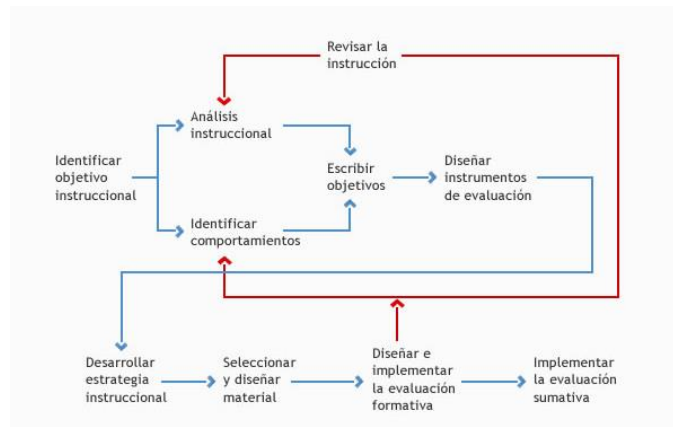 Revisar la
instrucción
Análisis
instruccional
Identificar
objetivo
instruccional
Escribir
objetivos
Diseñar
instrumentos
de evaluación
Identificar
comportamientos
Desarrollar
estrategia
instruccional
Seleccionar
y diseñar
material
Diseñar e
implementar
la evaluación
formativa
Implementar
la evaluación
sumativa